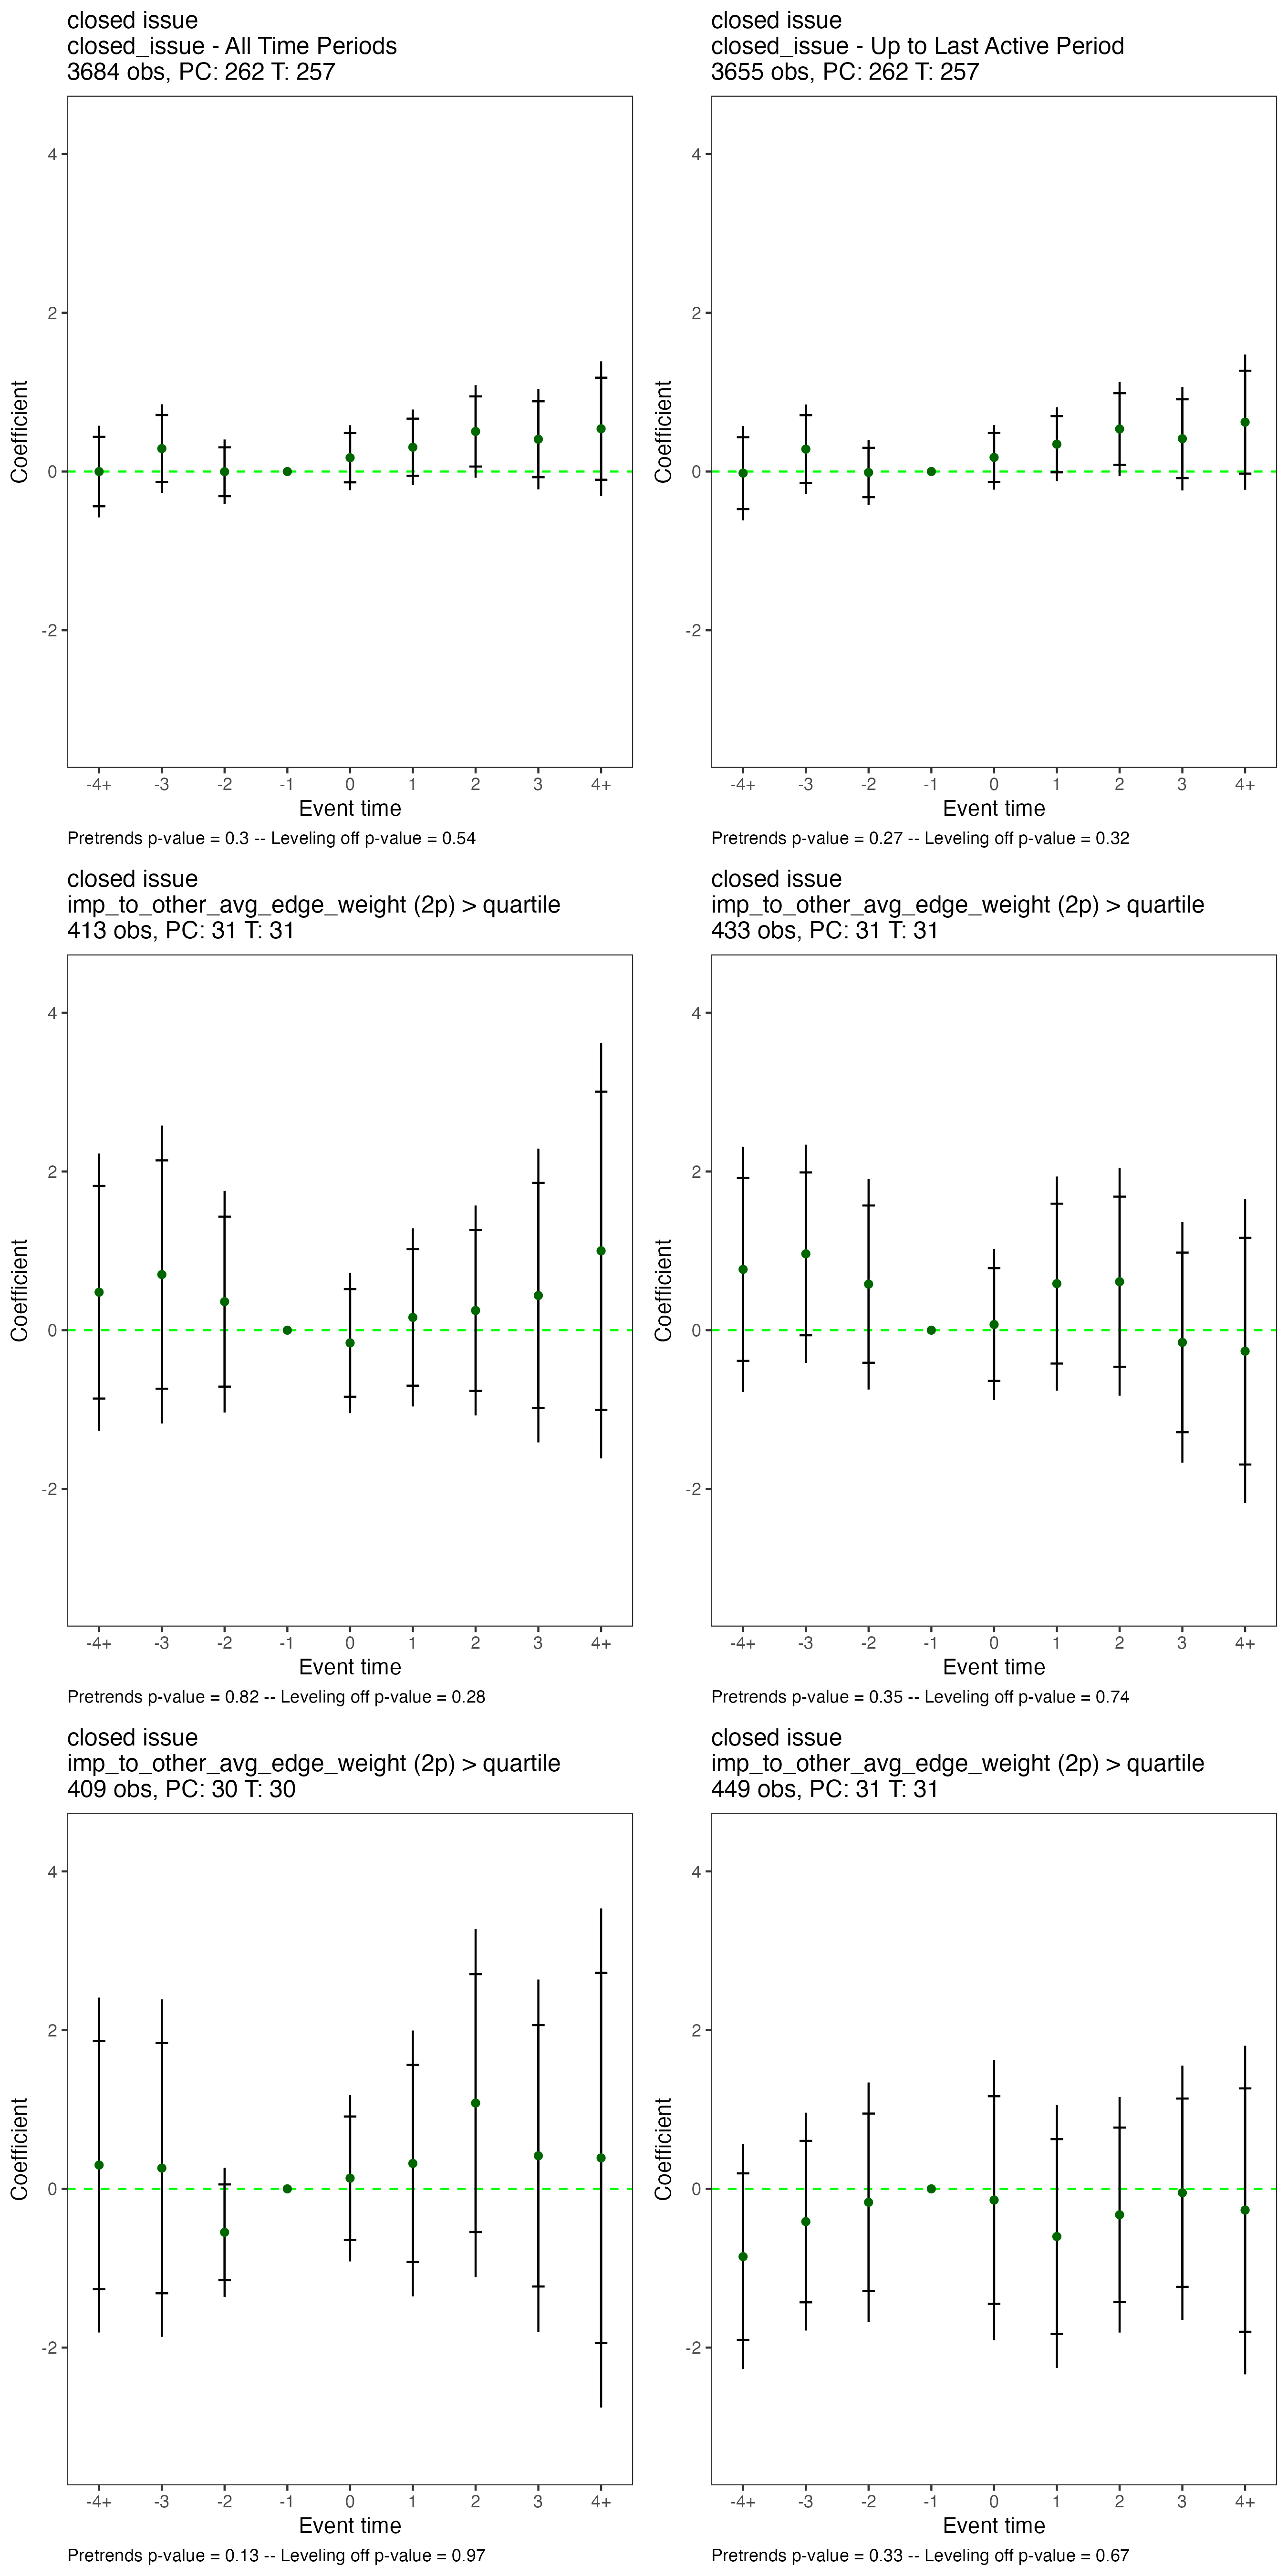 closed issue
closed_issue - All Time Periods
3684 obs, PC: 262 T: 257
4
2
0
-2
Coefficient
-4+ -3 -2 -1 0 1 2 3 4+
Event time
Pretrends p-value = 0.3 -- Leveling off p-value = 0.54
closed issue
closed_issue - Up to Last Active Period
3655 obs, PC: 262 T: 257
4
2
0
-2
Coefficient
-4+ -3 -2 -1 0 1 2 3 4+
Event time
Pretrends p-value = 0.27 -- Leveling off p-value = 0.32
closed issue
imp_to_other_avg_edge_weight (2p) > quartile
413 obs, PC: 31 T: 31
4
2
0
-2
Coefficient
-4+ -3 -2 -1 0 1 2 3 4+
Event time
Pretrends p-value = 0.82 -- Leveling off p-value = 0.28
closed issue
imp_to_other_avg_edge_weight (2p) > quartile
433 obs, PC: 31 T: 31
4
2
0
-2
Coefficient
-4+ -3 -2 -1 0 1 2 3 4+
Event time
Pretrends p-value = 0.35 -- Leveling off p-value = 0.74
closed issue
imp_to_other_avg_edge_weight (2p) > quartile
409 obs, PC: 30 T: 30
4
2
0
-2
Coefficient
-4+ -3 -2 -1 0 1 2 3 4+
Event time
Pretrends p-value = 0.13 -- Leveling off p-value = 0.97
closed issue
imp_to_other_avg_edge_weight (2p) > quartile
449 obs, PC: 31 T: 31
4
2
0
-2
Coefficient
-4+ -3 -2 -1 0 1 2 3 4+
Event time
Pretrends p-value = 0.33 -- Leveling off p-value = 0.67